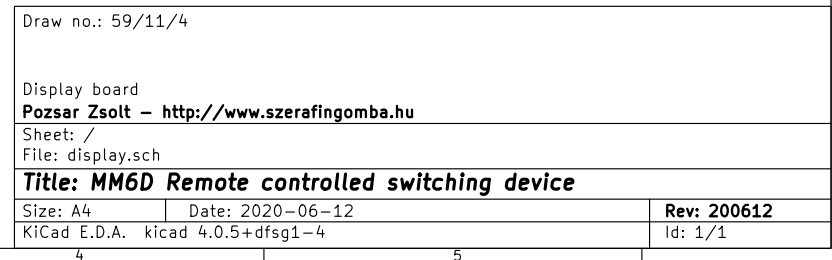 Draw no.: 59/11/4
Display board
Pozsar Zsolt – http://www.szerafingomba.hu
Sheet: /
File: display.sch
Title: MM6D Remote controlled switching device
Size: A4 Date: 2020–06–12 Rev: 200612
KiCad E.D.A. kicad 4.0.5+dfsg1–4 Id: 1/1
4 5